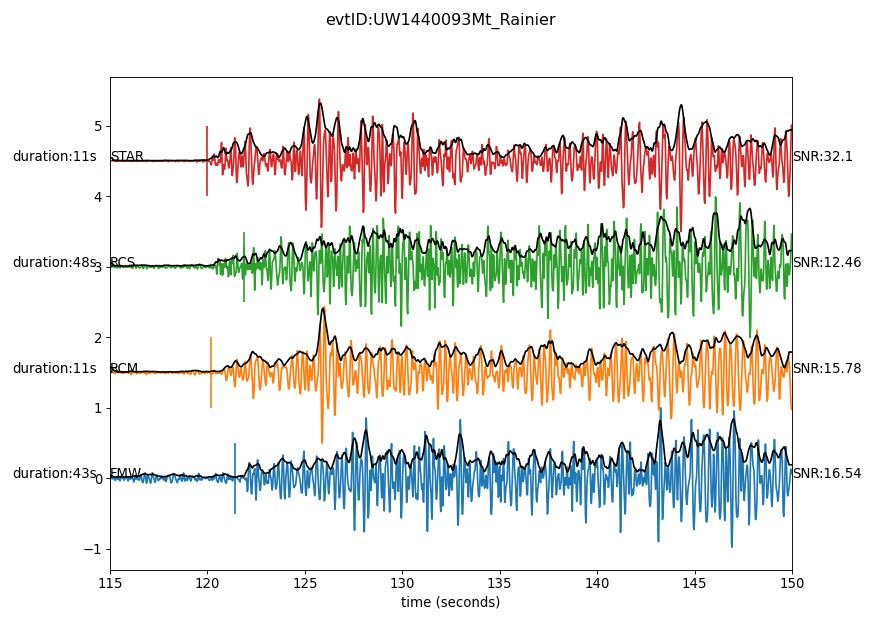 evtID:UW1440093Mt_Rainier
5
duration:11s STAR SNR:32.1
4
duration:48s RCS SNR:12.46
3
2
duration:11s RCM SNR:15.78
1
duration:43s FMW SNR:16.54
0
−1
115 120 125 130 135 140 145 150
time (seconds)